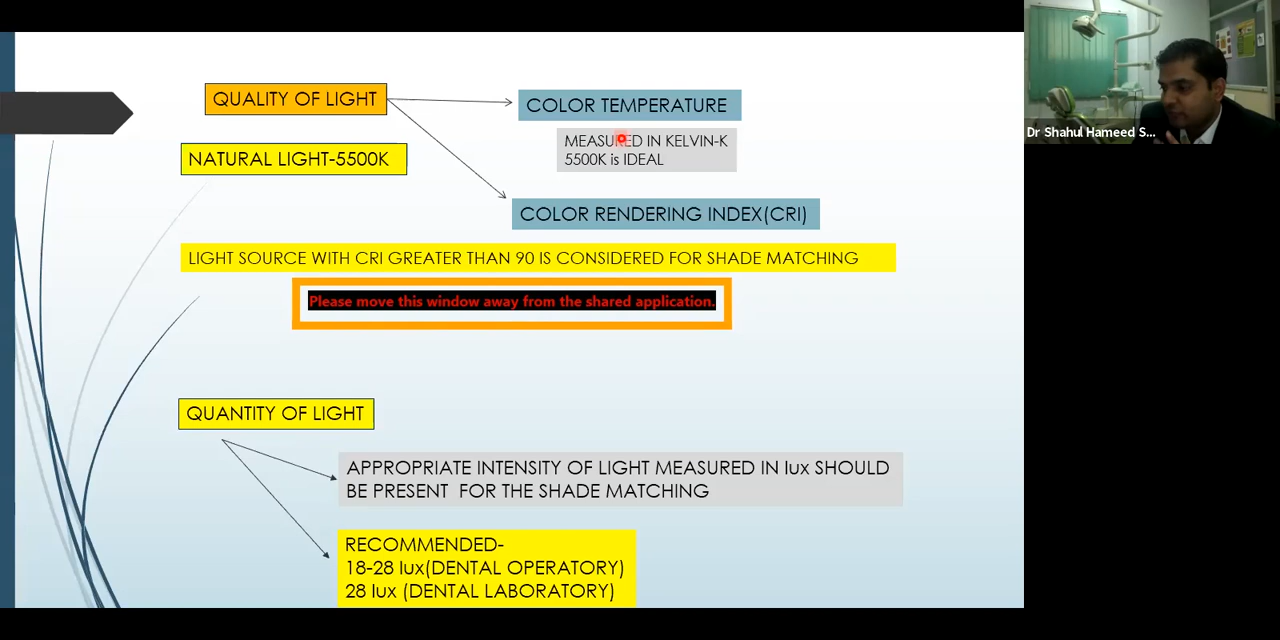 QUALITY OF LIGHT
COLOR TEMPERATURE
MEASURED IN KELVIN-K
5500K is IDEAL
NATURAL LIGHT-5500K
COLOR RENDERING INDEX(CRI)
LIGHT SOURCE WITH CRI GREATER THAN 90 IS CONSIDERED FOR SHADE MATCHING
Please move this window away from the shared application.
QUANTITY OF LIGHT
APPROPRIATE INTENSITY OF LIGHT MEASURED IN lux SHOULD
BE PRESENT FOR THE SHADE MATCHING
RECOMMENDED-
18-28 lux(DENTAL OPERATORY)
28 lux (DENTAL LABORATORY)
Dr Shahul Hameed S...